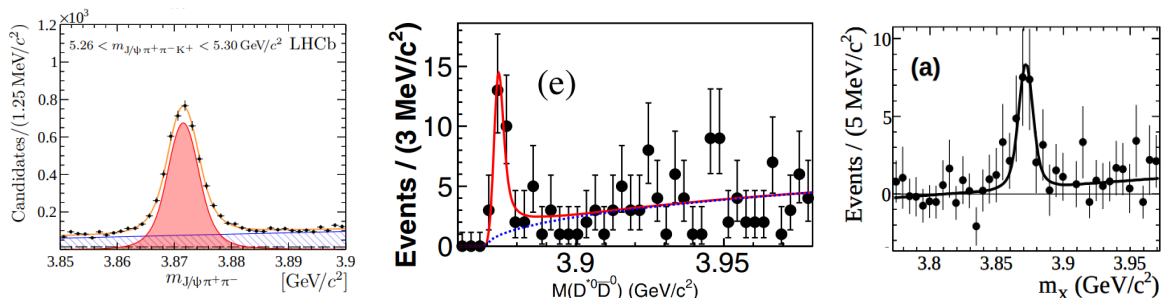 ×10³
1.2
1
0.8
0.6
0.4
0.2
Candidates/(1.25 MeV/c²)
5.26 < m_{J/ψπ⁺π⁻K⁺} < 5.30 GeV/c² LHCb
3.85 3.86 3.87 3.88 3.89 3.9
m_{J/ψπ⁺π⁻} [GeV/c²]
Events / (3 MeV/c²)
15
10
5
0
(e)
3.9 3.95
M(D*⁰D̄⁰) (GeV/c²)
Events / (5 MeV/c²)
10
5
0
(a)
3.8 3.85 3.9 3.95
m_X (GeV/c²)